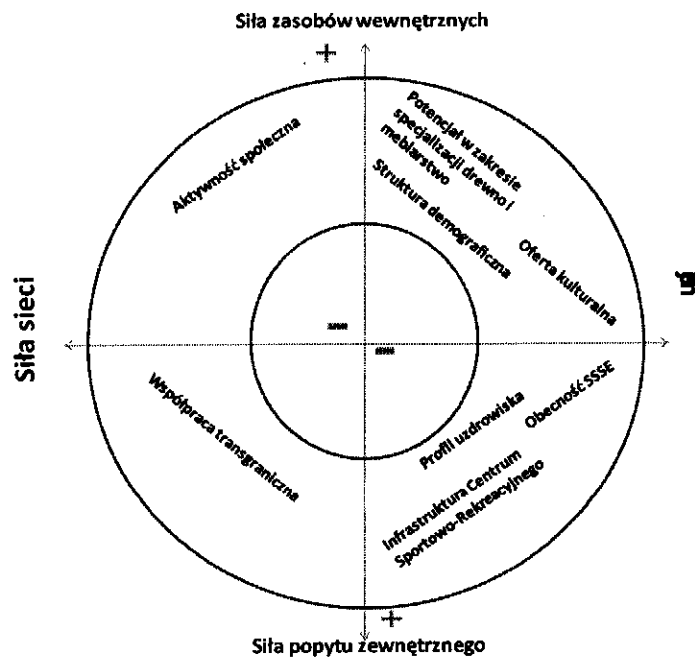 Siła zasobów wewnętrznych
+
Aktywność społeczna
Potencjał w zakresie
specjalizacji drewno i
meblarstwo
Struktura demograficzna
Oferta kulturalna
Siła sieci
Współpraca transgraniczna
Profil uzdrowiska
Obecność SSSE
Infrastruktura Centrum
Sportowo-Rekreacyjnego
+
Siła popytu zewnętrznego